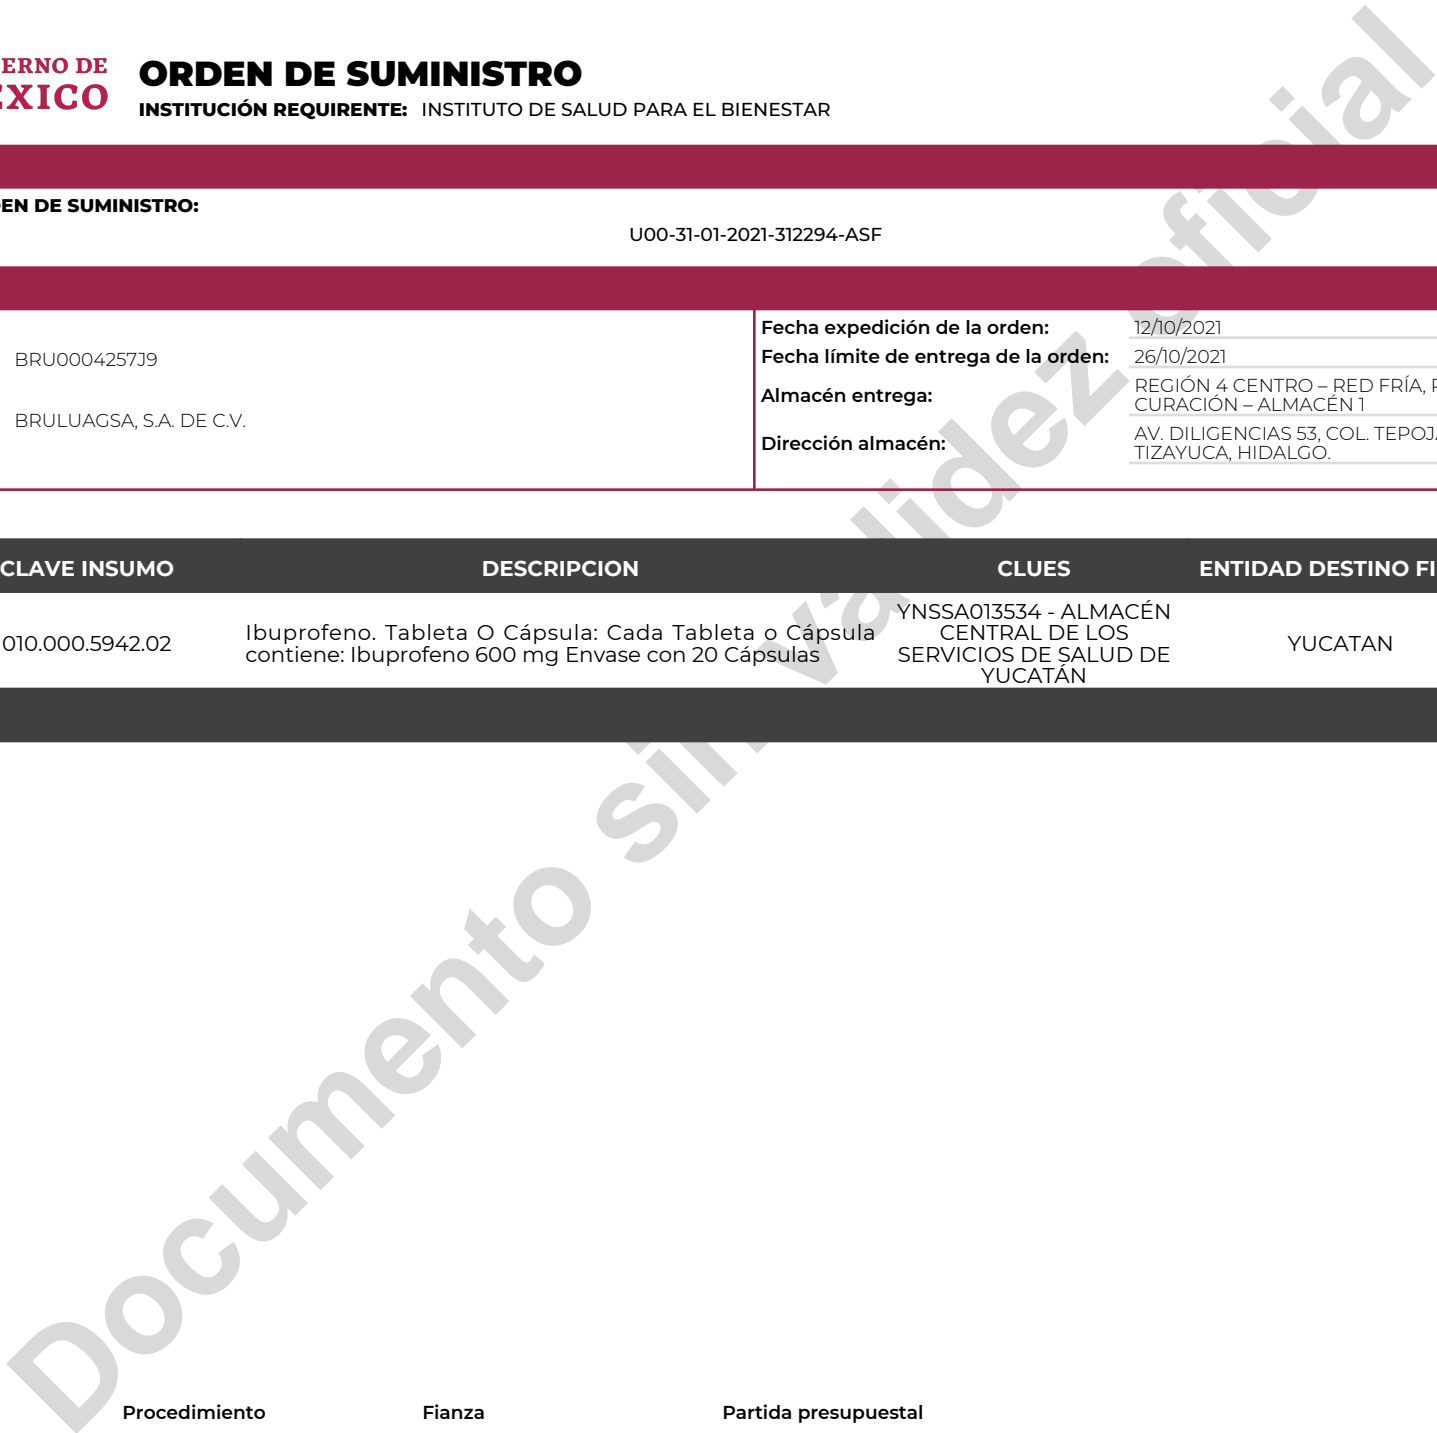 ERNO DE
EXICO
ORDEN DE SUMINISTRO
INSTITUCIÓN REQUIRENTE: INSTITUTO DE SALUD PARA EL BIENESTAR
EN DE SUMINISTRO:
U00-31-01-2021-312294-ASF
BRU0004257J9
BRULUAGSA, S.A. DE C.V.
Fecha expedición de la orden: 12/10/2021
Fecha límite de entrega de la orden: 26/10/2021
Almacén entrega: REGIÓN 4 CENTRO – RED FRÍA,
CURACIÓN – ALMACÉN 1
Dirección almacén: AV. DILIGENCIAS 53, COL. TEPOJ
TIZAYUCA, HIDALGO.
CLAVE INSUMO DESCRIPCION CLUES ENTIDAD DESTINO FI
010.000.5942.02
Ibuprofeno. Tableta O Cápsula: Cada Tableta o Cápsula
contiene: Ibuprofeno 600 mg Envase con 20 Cápsulas
YNSSA013534 - ALMACÉN
CENTRAL DE LOS
SERVICIOS DE SALUD DE
YUCATÁN
YUCATAN
Documento sin validez oficial
Procedimiento Fianza Partida presupuestal